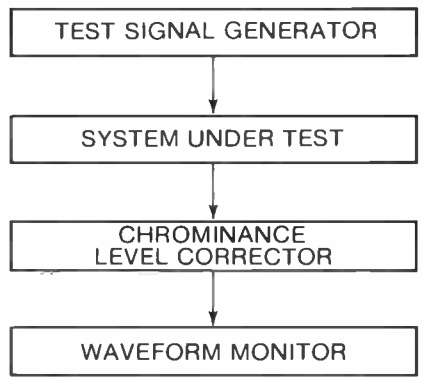 TEST SIGNAL GENERATOR
SYSTEM UNDER TEST
CHROMINANCE
LEVEL CORRECTOR
WAVEFORM MONITOR